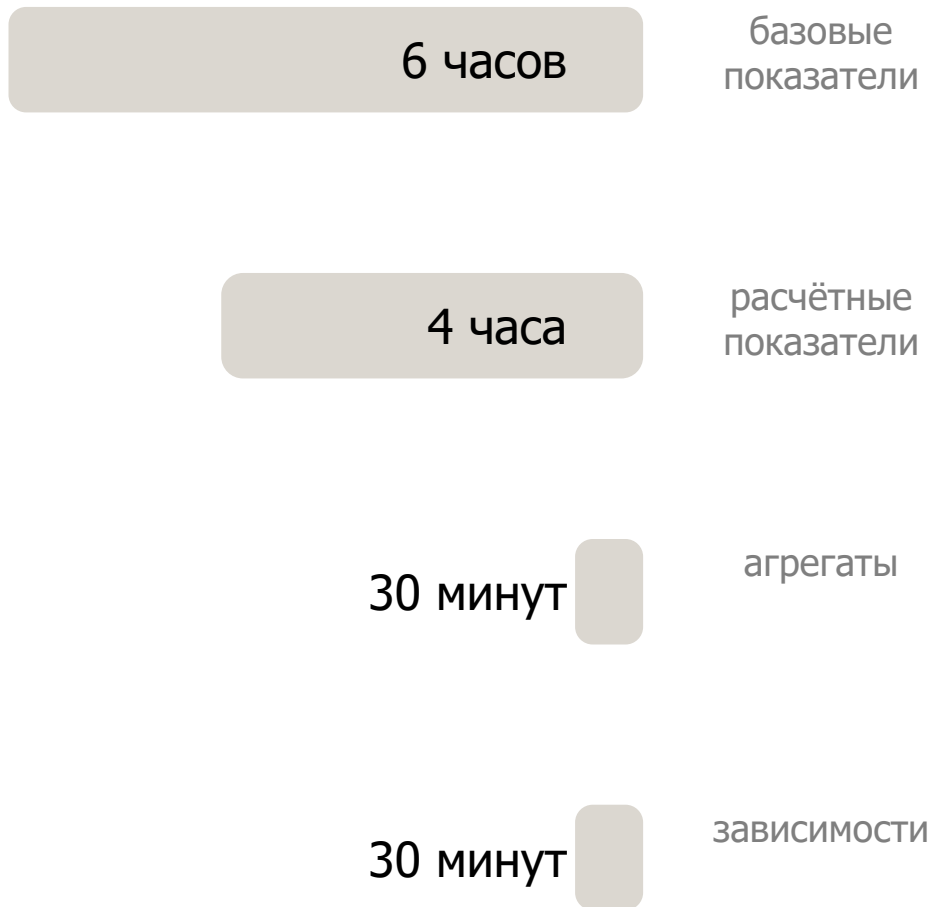 6 часов
базовые
показатели
4 часа
расчётные
показатели
30 минут
агрегаты
30 минут
зависимости